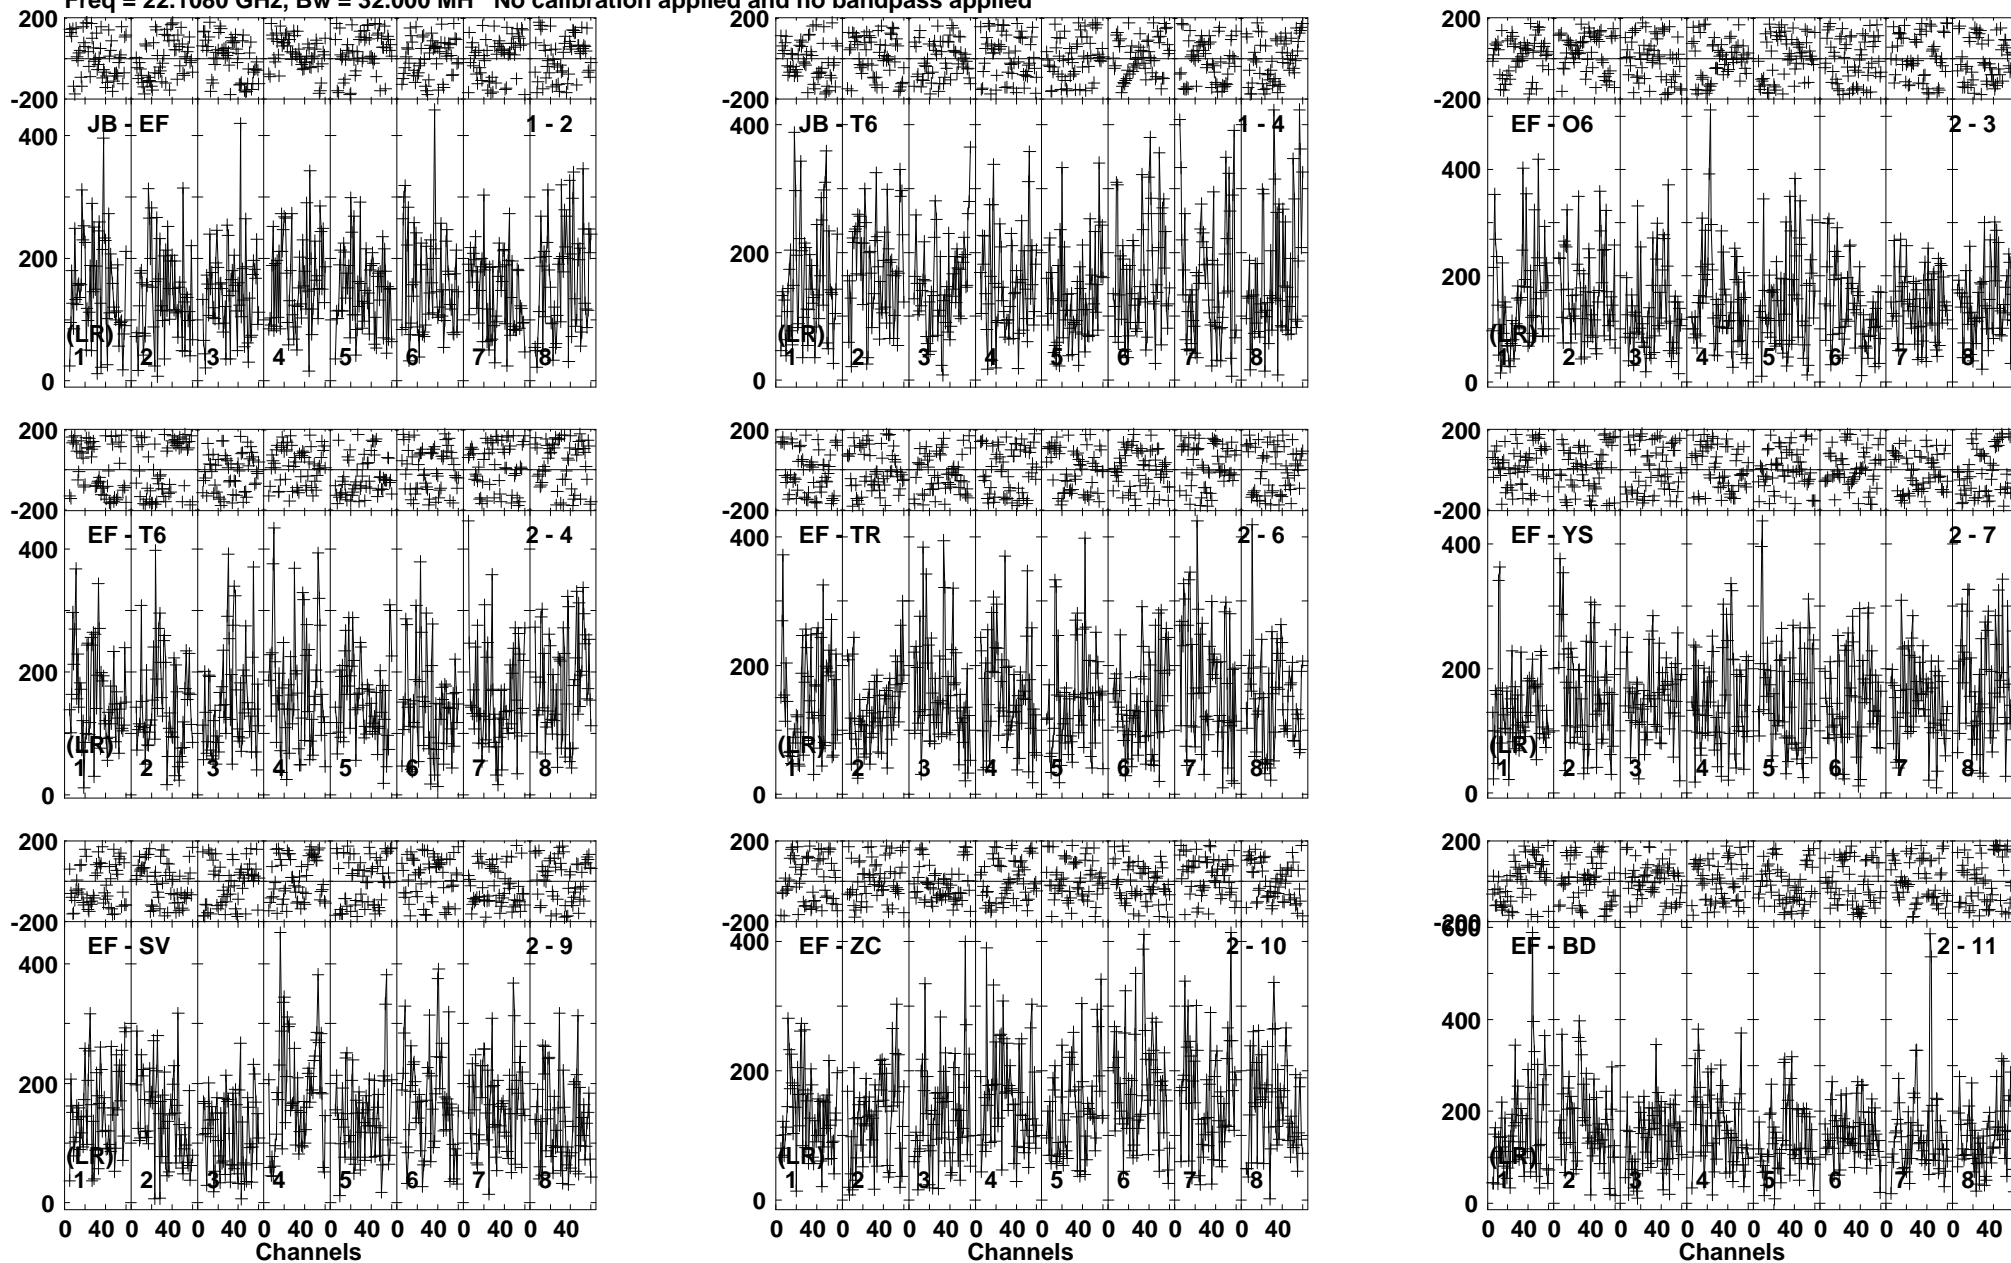 Freq = 22.1080 GHz, Bw = 32.000 MH No calibration applied and no bandpass applied
200 200 200
-200 -200 -200
JB - EF 1 - 2 JB - T6 1 - 4 EF - O6 2 - 3
400 400 400
200 200 200
(LR) (LR) (LR)
1 2 3 4 5 6 7 8 1 2 3 4 5 6 7 8 1 2 3 4 5 6 7 8
0 0 0
200 200 200
-200 -200 -200
EF - T6 2 - 4 EF - TR 2 - 6 EF - YS 2 - 7
400 400 400
200 200 200
(LR) (LR) (LR)
1 2 3 4 5 6 7 8 1 2 3 4 5 6 7 8 1 2 3 4 5 6 7 8
0 0 0
200 200 200
-200 -200 -200
600
EF - SV 2 - 9 EF - ZC 2 - 10 EF - BD 2 - 11
400 400 400
200 200 200
(LR) (LR) (LR)
1 2 3 4 5 6 7 8 1 2 3 4 5 6 7 8 1 2 3 4 5 6 7 8
0 0 0
0 40 0 40 0 40 0 40 0 40 0 40 0 40 0 40 0 40 0 40 0 40 0 40 0 40 0 40 0 40 0 40 0 40 0 40 0 40 0 40 0 40 0 40 0 40 0 40
Channels Channels Channels